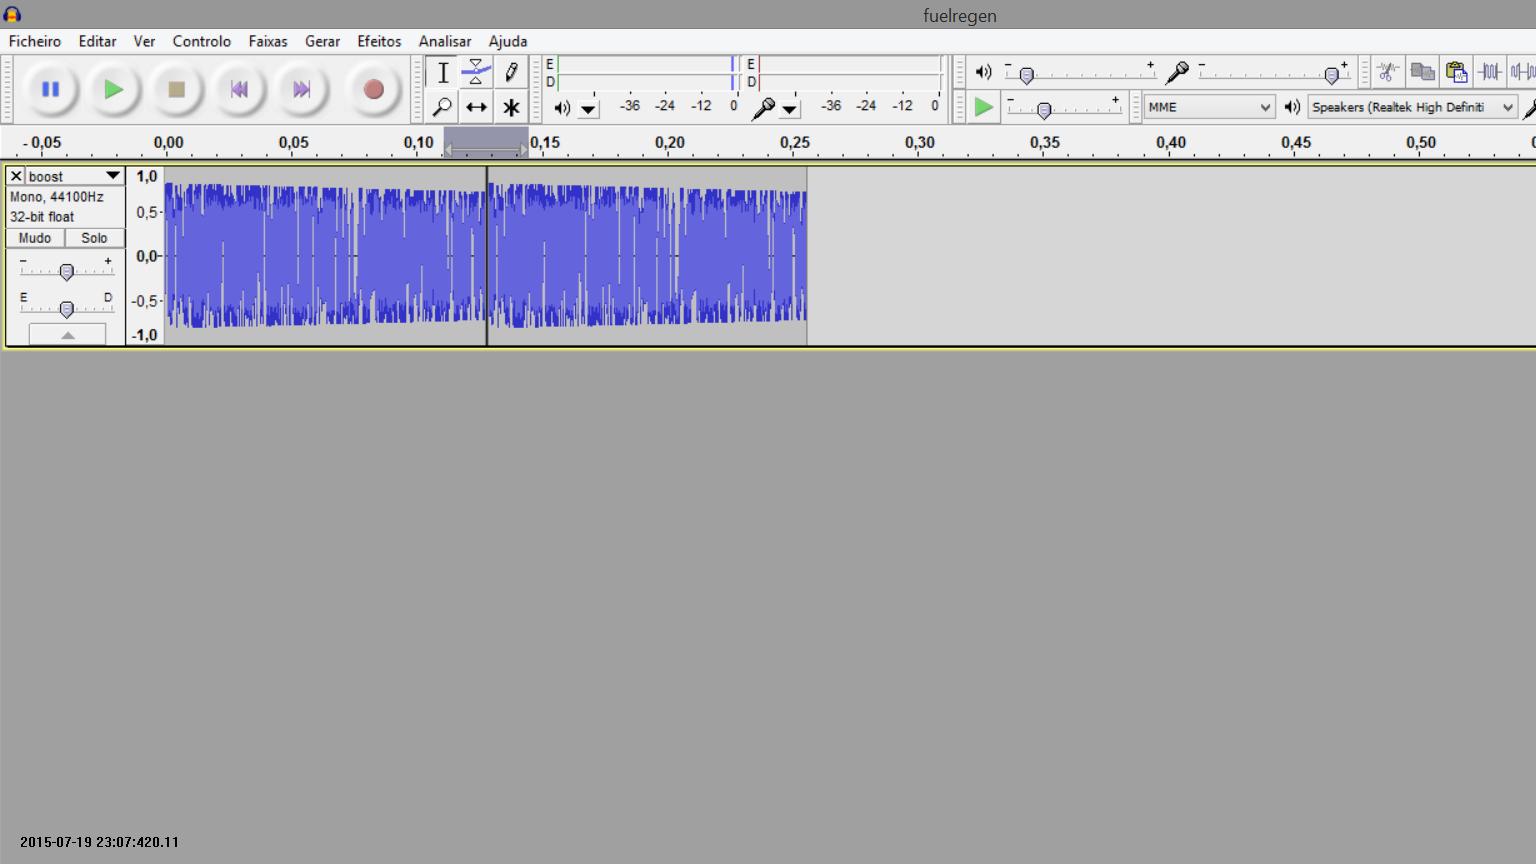 fuelregen
Ficheiro Editar Ver Controlo Faixas Gerar Efeitos Analisar Ajuda
E
D
-36 -24 -12 0
E
D
-36 -24 -12 0
- +
- +
- +
MME
Speakers (Realtek High Definiti
- 0,05 0,00 0,05 0,10 0,15 0,20 0,25 0,30 0,35 0,40 0,45 0,50
boost
Mono, 44100Hz
32-bit float
Mudo Solo
- +
E D
1,0
0,5-
0,0-
-0,5-
-1,0
2015-07-19 23:07:420.11